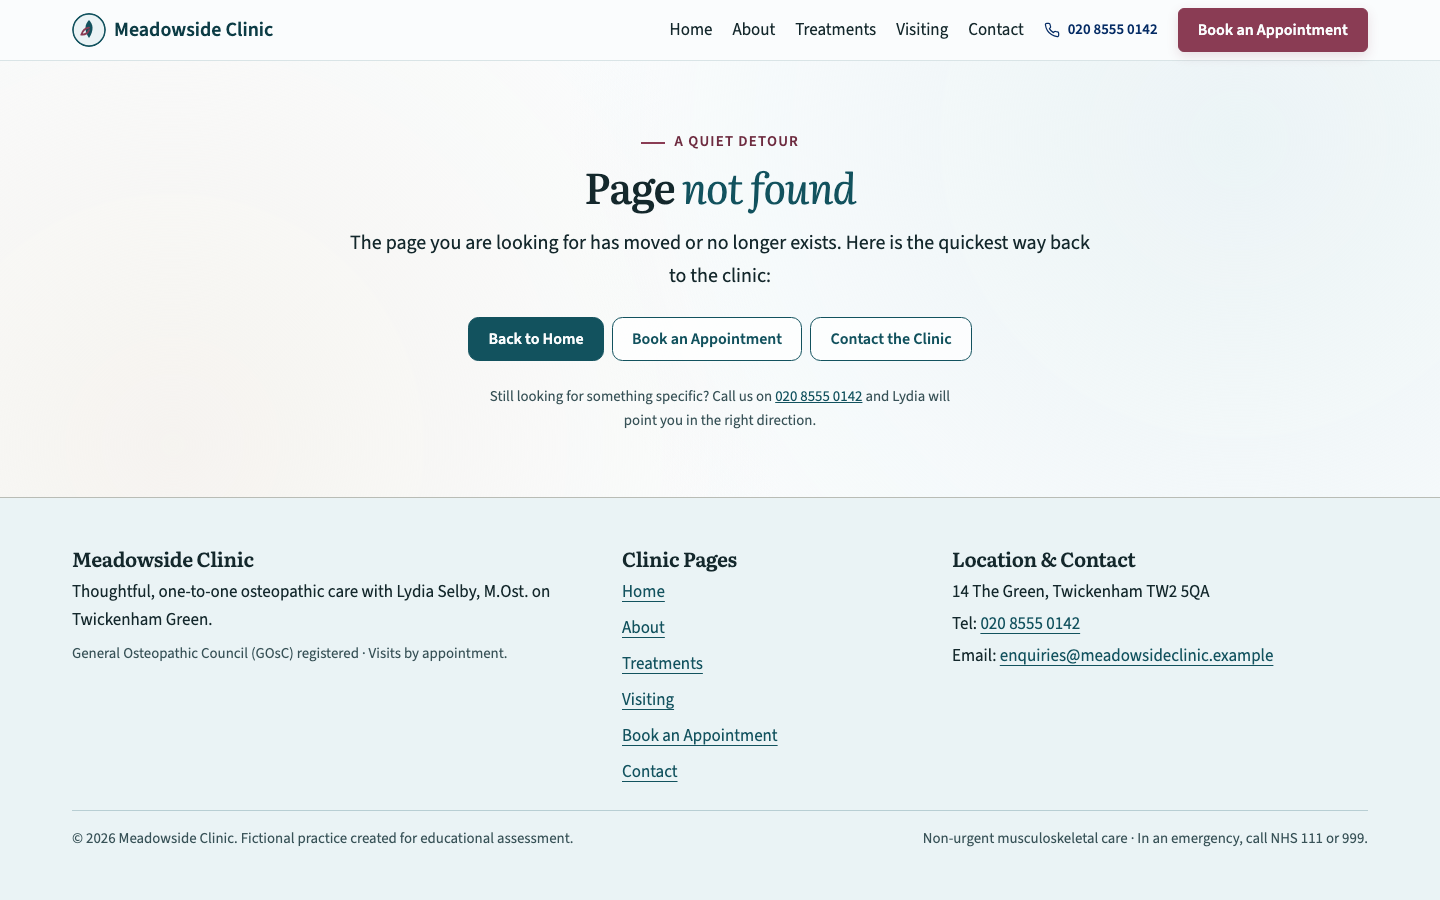 Meadowside Clinic
Home About Treatments Visiting Contact 020 8555 0142 Book an Appointment
A QUIET DETOUR
Page not found
The page you are looking for has moved or no longer exists. Here is the quickest way back
to the clinic:
Back to Home Book an Appointment Contact the Clinic
Still looking for something specific? Call us on 020 8555 0142 and Lydia will
point you in the right direction.
Meadowside Clinic
Thoughtful, one-to-one osteopathic care with Lydia Selby, M.Ost. on
Twickenham Green.
General Osteopathic Council (GOsC) registered · Visits by appointment.
Clinic Pages
Home
About
Treatments
Visiting
Book an Appointment
Contact
Location & Contact
14 The Green, Twickenham TW2 5QA
Tel: 020 8555 0142
Email: enquiries@meadowsideclinic.example
© 2026 Meadowside Clinic. Fictional practice created for educational assessment.
Non-urgent musculoskeletal care · In an emergency, call NHS 111 or 999.